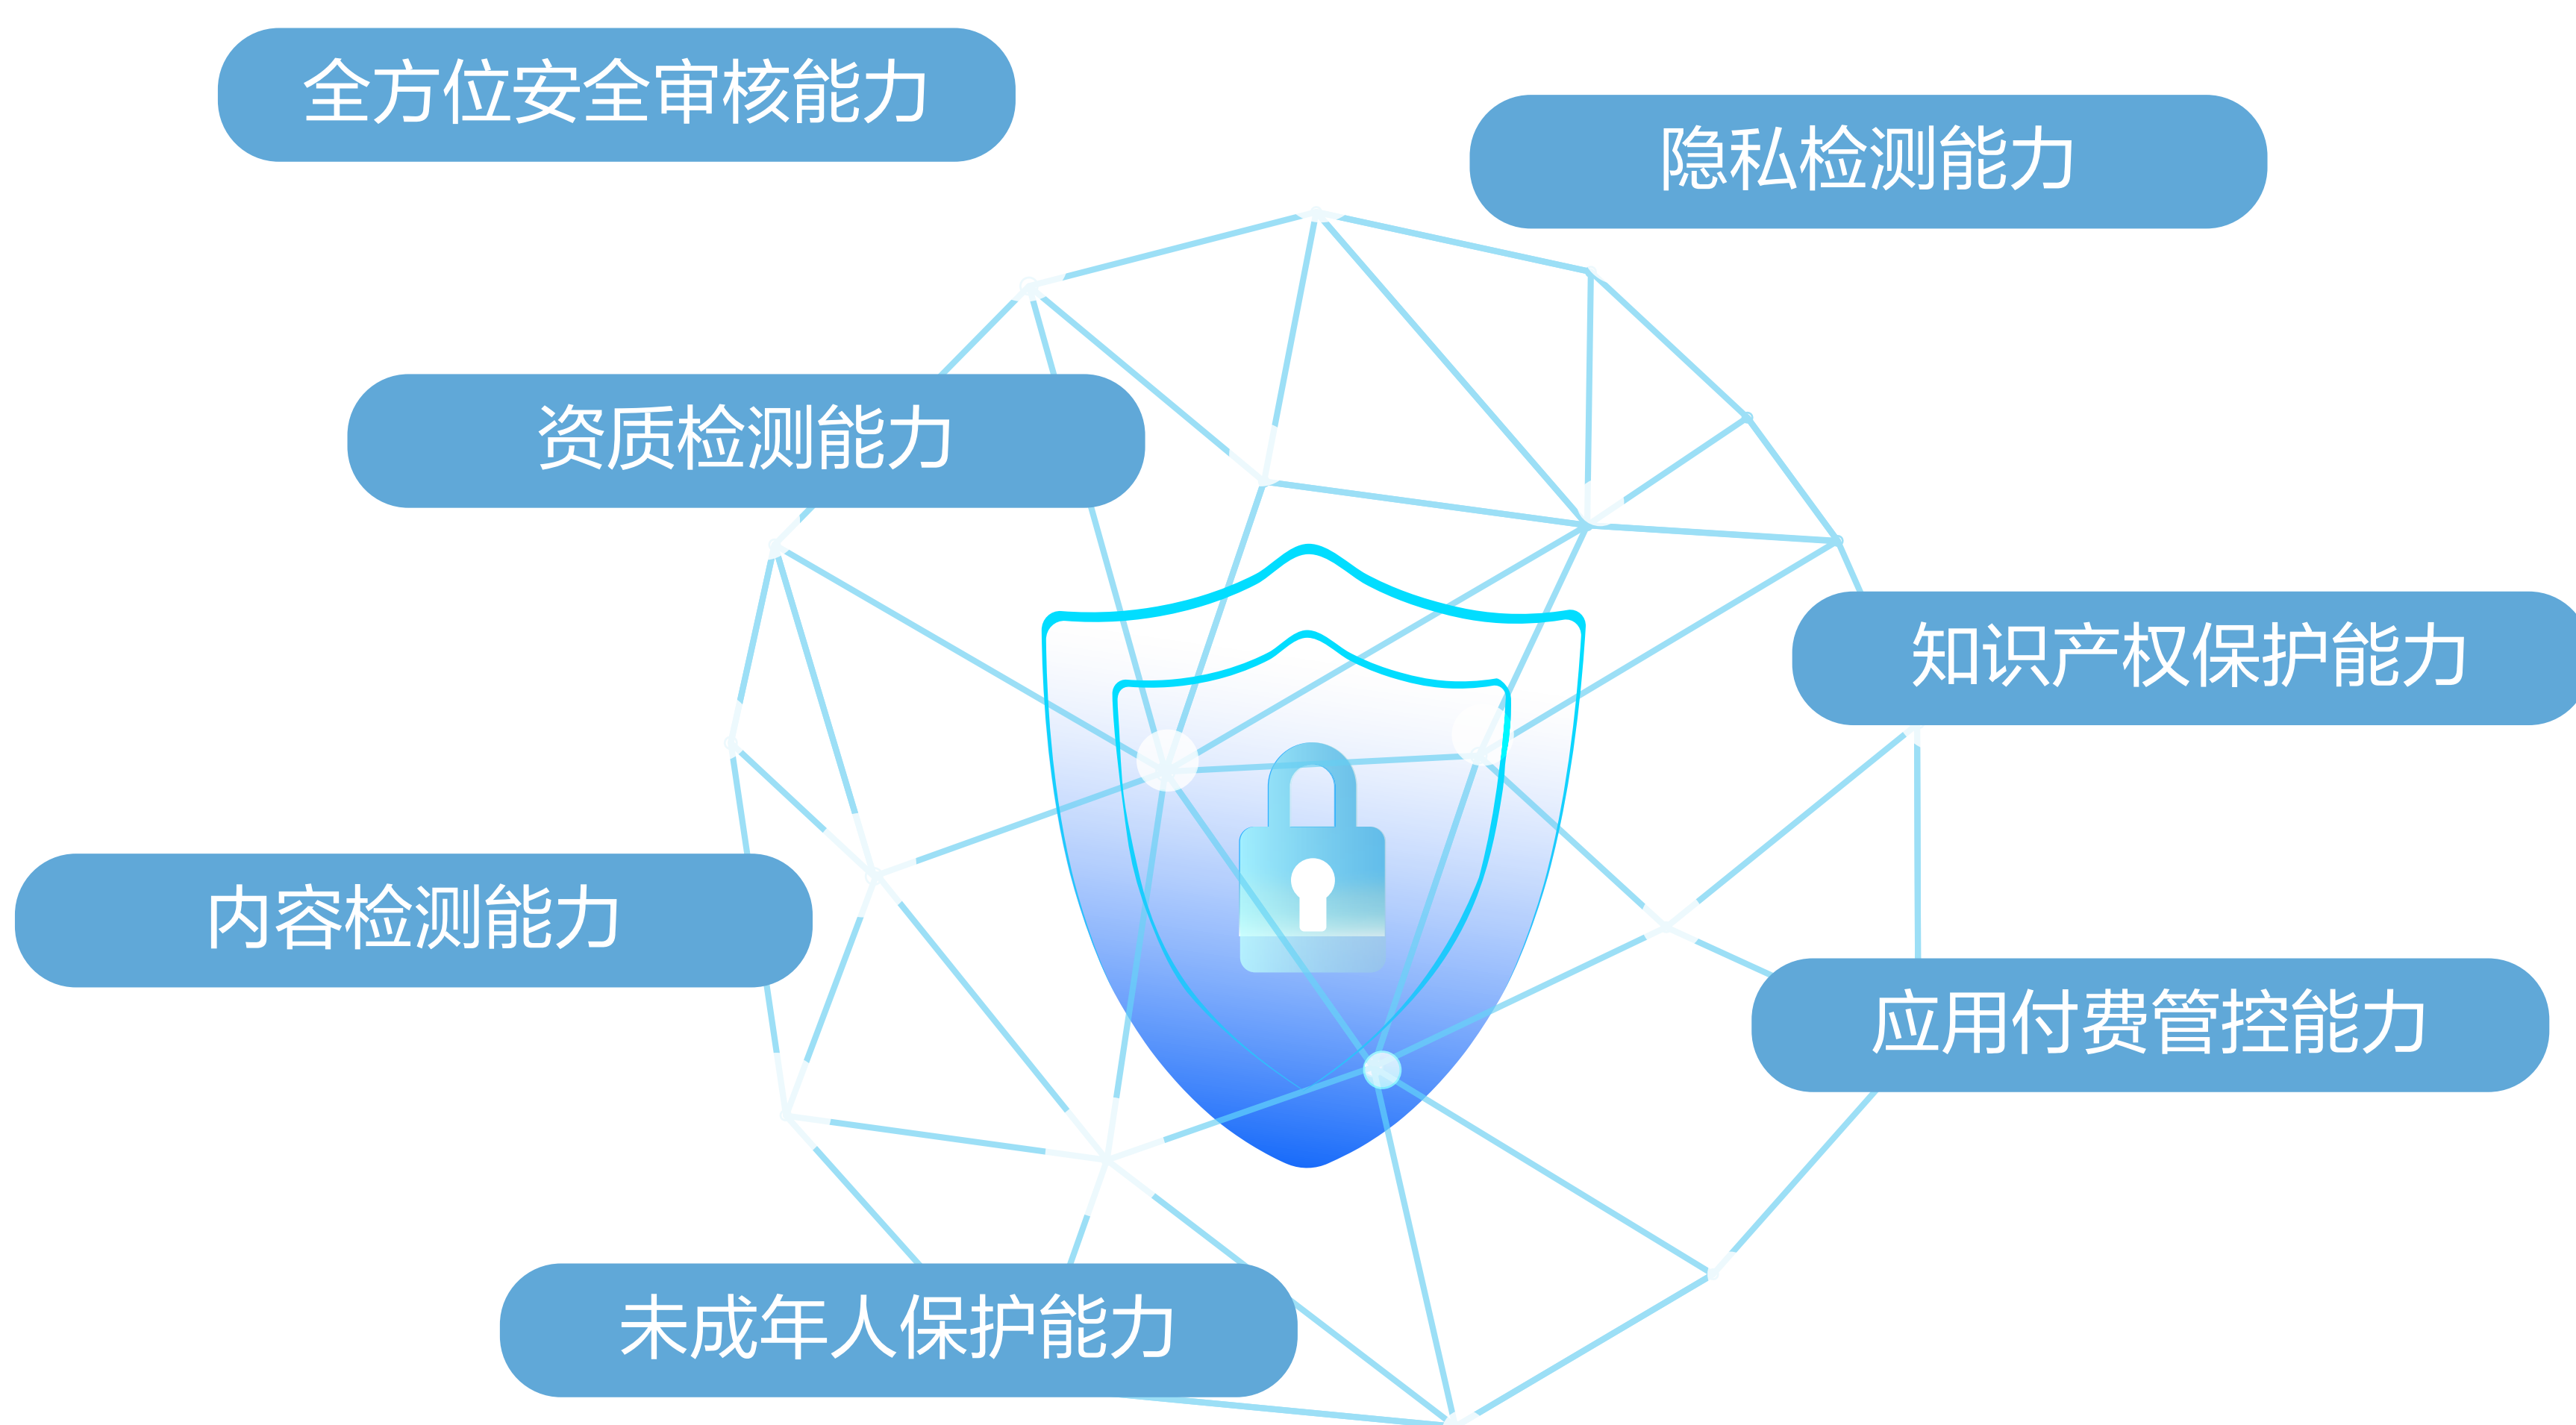 全方位安全审核能力
隐私检测能力
资质检测能力
知识产权保护能力
内容检测能力
应用付费管控能力
未成年人保护能力